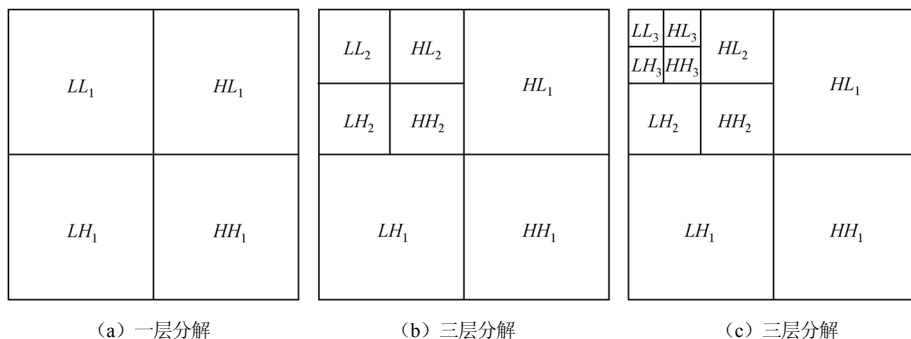 LL₁ HL₁
LH₁ HH₁
(a)一层分解
LL₂ HL₂
HL₁
LH₂ HH₂
LH₁ HH₁
(b)三层分解
LL₃ HL₃
HL₂
LH₃ HH₃
HL₁
LH₂ HH₂
LH₁ HH₁
(c)三层分解